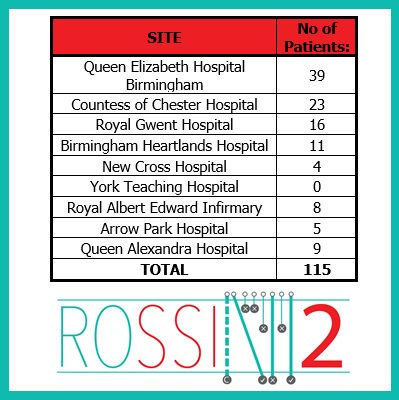 SITE No of Patients:
Queen Elizabeth Hospital Birmingham 39
Countess of Chester Hospital 23
Royal Gwent Hospital 16
Birmingham Heartlands Hospital 11
New Cross Hospital 4
York Teaching Hospital 0
Royal Albert Edward Infirmary 8
Arrow Park Hospital 5
Queen Alexandra Hospital 9
TOTAL 115
ROSSINI 2